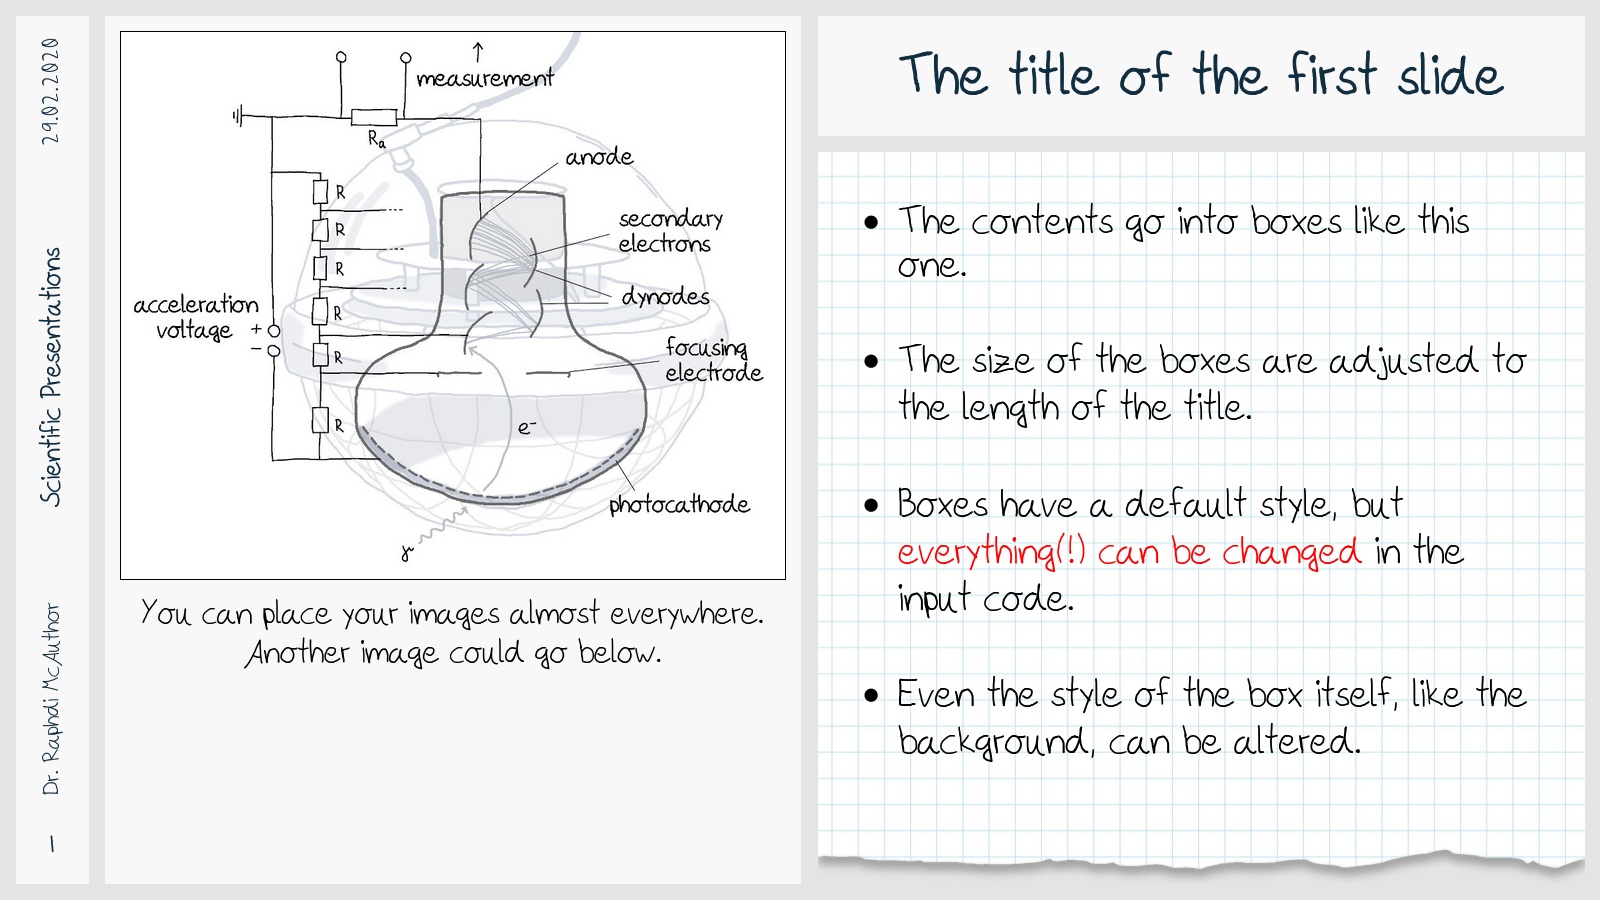 29.02.2020
Scientific Presentations
Dr. Raphdi McAuthor
1
measurement
Ra
anode
R
R
secondary
electrons
R
dynodes
acceleration
voltage
+
-
R
R
focusing
electrode
R
e-
photocathode
γ
You can place your images almost everywhere.
Another image could go below.
The title of the first slide
• The contents go into boxes like this
one.
• The size of the boxes are adjusted to
the length of the title.
• Boxes have a default style, but
everything(!) can be changed in the
input code.
• Even the style of the box itself, like the
background, can be altered.